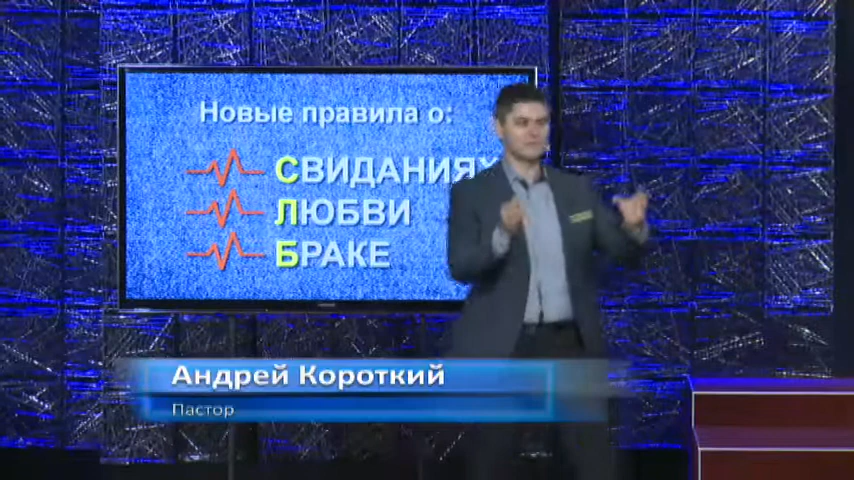 Новые правила о:
СВИДАНИЯХ
ЛЮБВИ
БРАКЕ
Андрей Короткий
Пастор